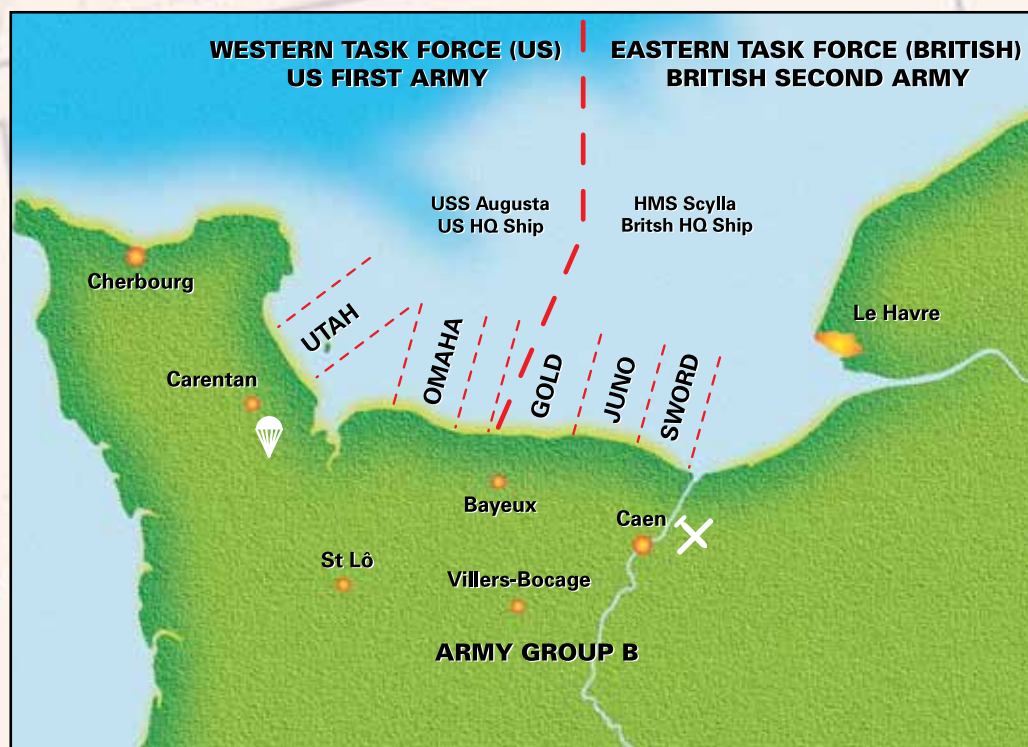 WESTERN TASK FORCE (US)
US FIRST ARMY
EASTERN TASK FORCE (BRITISH)
BRITISH SECOND ARMY
USS Augusta
US HQ Ship
HMS Scylla
Britsh HQ Ship
Cherbourg
Le Havre
UTAH
OMAHA
GOLD
JUNO
SWORD
Carentan
Bayeux
Caen
St Lô
Villers-Bocage
ARMY GROUP B